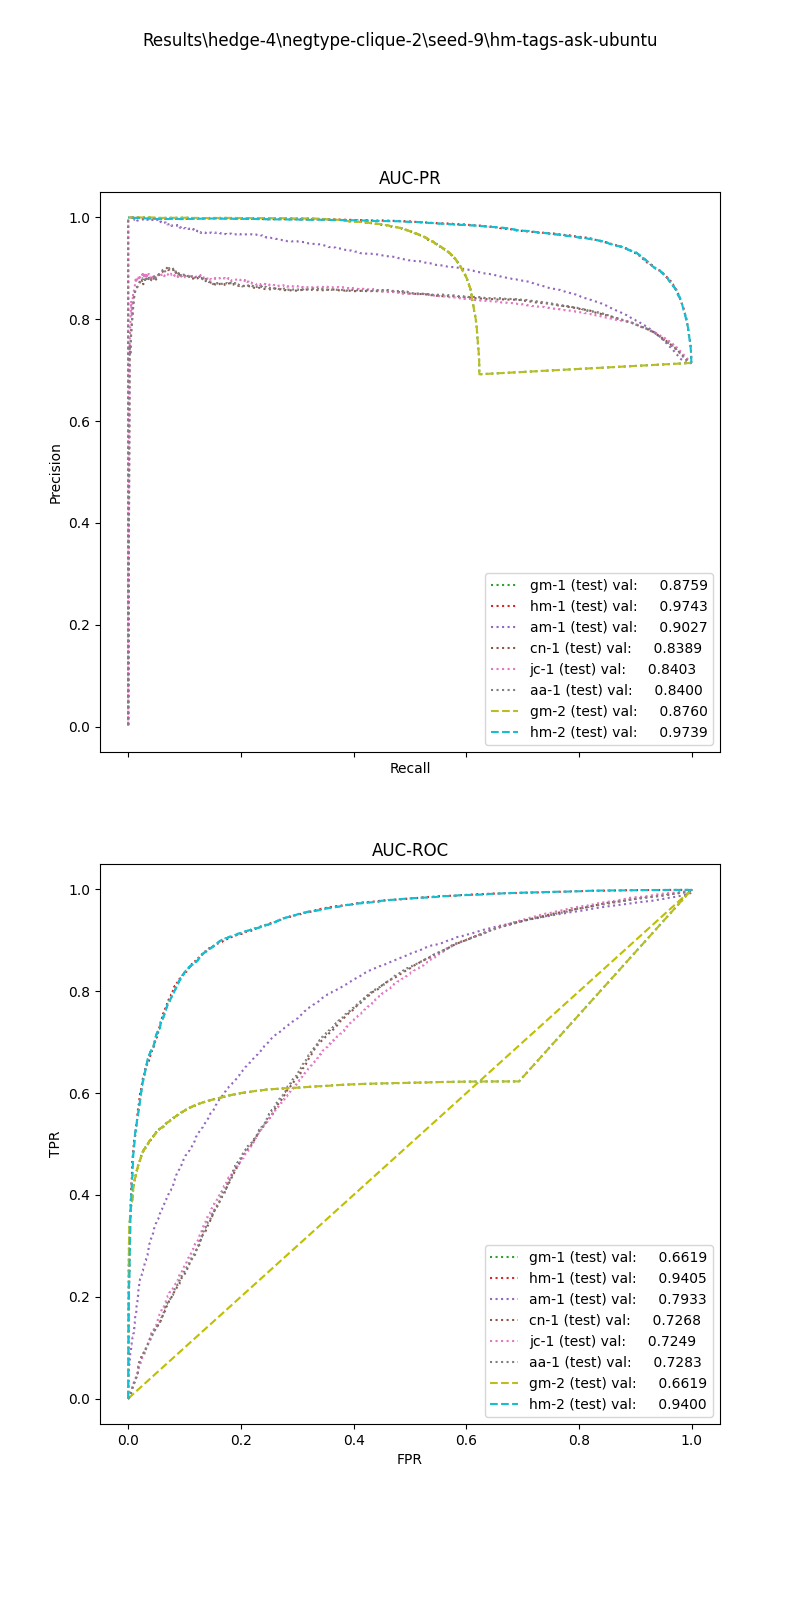 Results\hedge-4\negtype-clique-2\seed-9\hm-tags-ask-ubuntu
AUC-PR
1.0
0.8
0.6
0.4
0.2
0.0
Precision
gm-1 (test) val: 0.8759
hm-1 (test) val: 0.9743
am-1 (test) val: 0.9027
cn-1 (test) val: 0.8389
jc-1 (test) val: 0.8403
aa-1 (test) val: 0.8400
gm-2 (test) val: 0.8760
hm-2 (test) val: 0.9739
Recall
AUC-ROC
1.0
0.8
0.6
0.4
0.2
0.0
TPR
gm-1 (test) val: 0.6619
hm-1 (test) val: 0.9405
am-1 (test) val: 0.7933
cn-1 (test) val: 0.7268
jc-1 (test) val: 0.7249
aa-1 (test) val: 0.7283
gm-2 (test) val: 0.6619
hm-2 (test) val: 0.9400
0.0 0.2 0.4 0.6 0.8 1.0
FPR